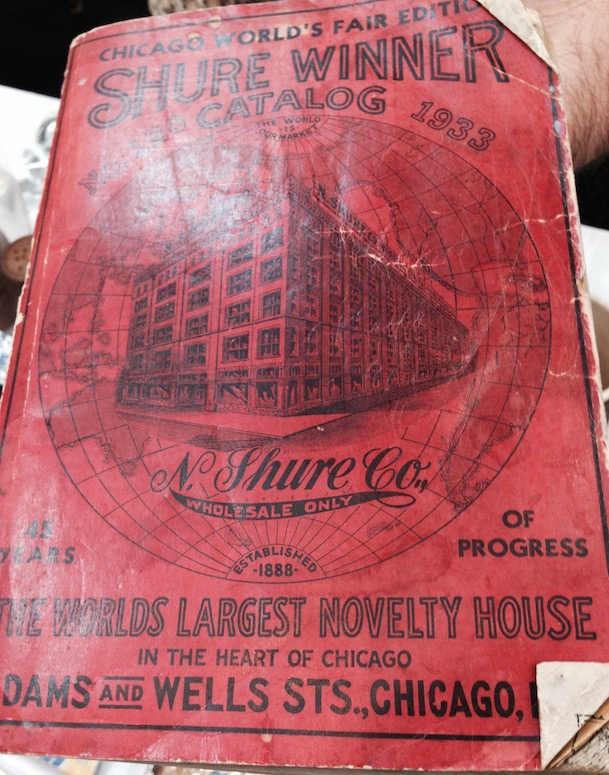 CHICAGO WORLD'S FAIR EDITIO
SHURE WINNER
CATALOG
1933
THE WORLD
IS
OUR MARKET
N. Shure Co.,
WHOLESALE ONLY
ESTABLISHED
-1888-
45
YEARS
OF
PROGRESS
THE WORLDS LARGEST NOVELTY HOUSE
IN THE HEART OF CHICAGO
DAMS AND WELLS STS., CHICAGO,